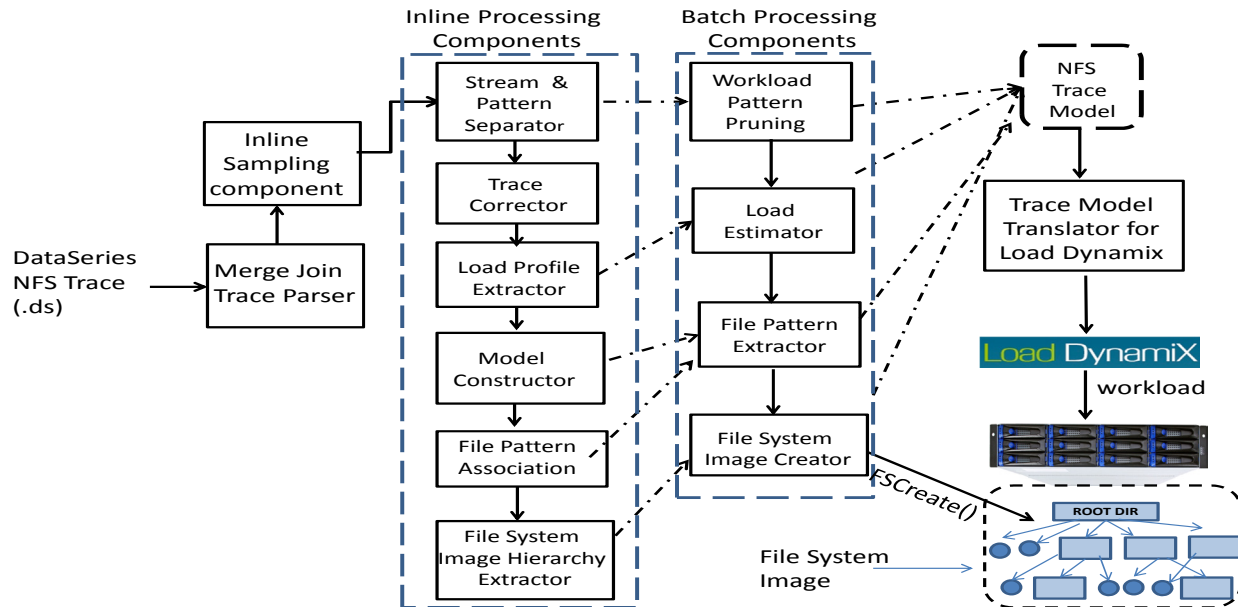 Inline Processing
Components
Batch Processing
Components
Stream & 
Pattern
Separator
Workload
Pattern
Pruning
NFS
Trace
Model
Inline
Sampling
component
Trace
Corrector
Load
Estimator
Trace Model
Translator for
Load Dynamix
DataSeries
NFS Trace
(.ds)
Merge Join
Trace Parser
Load Profile
Extractor
File Pattern
Extractor
Model
Constructor
Load DynamiX
workload
File Pattern
Association
File System
Image Creator
FSCreate()
ROOT DIR
File System
Image Hierarchy
Extractor
File System
Image